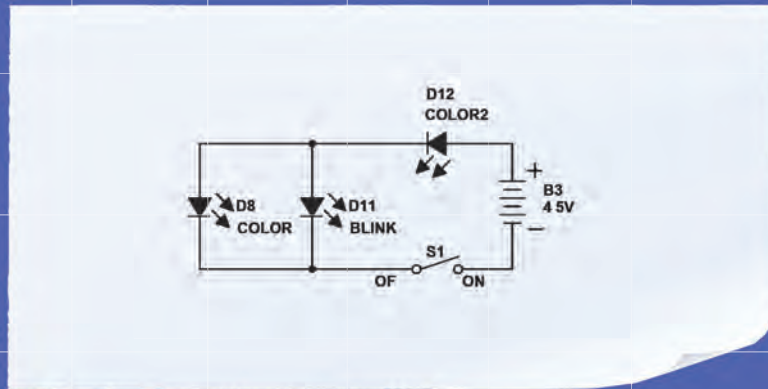 D12
COLOR2
+
B3
4 5V
−
D8
COLOR
D11
BLINK
S1
OF
ON